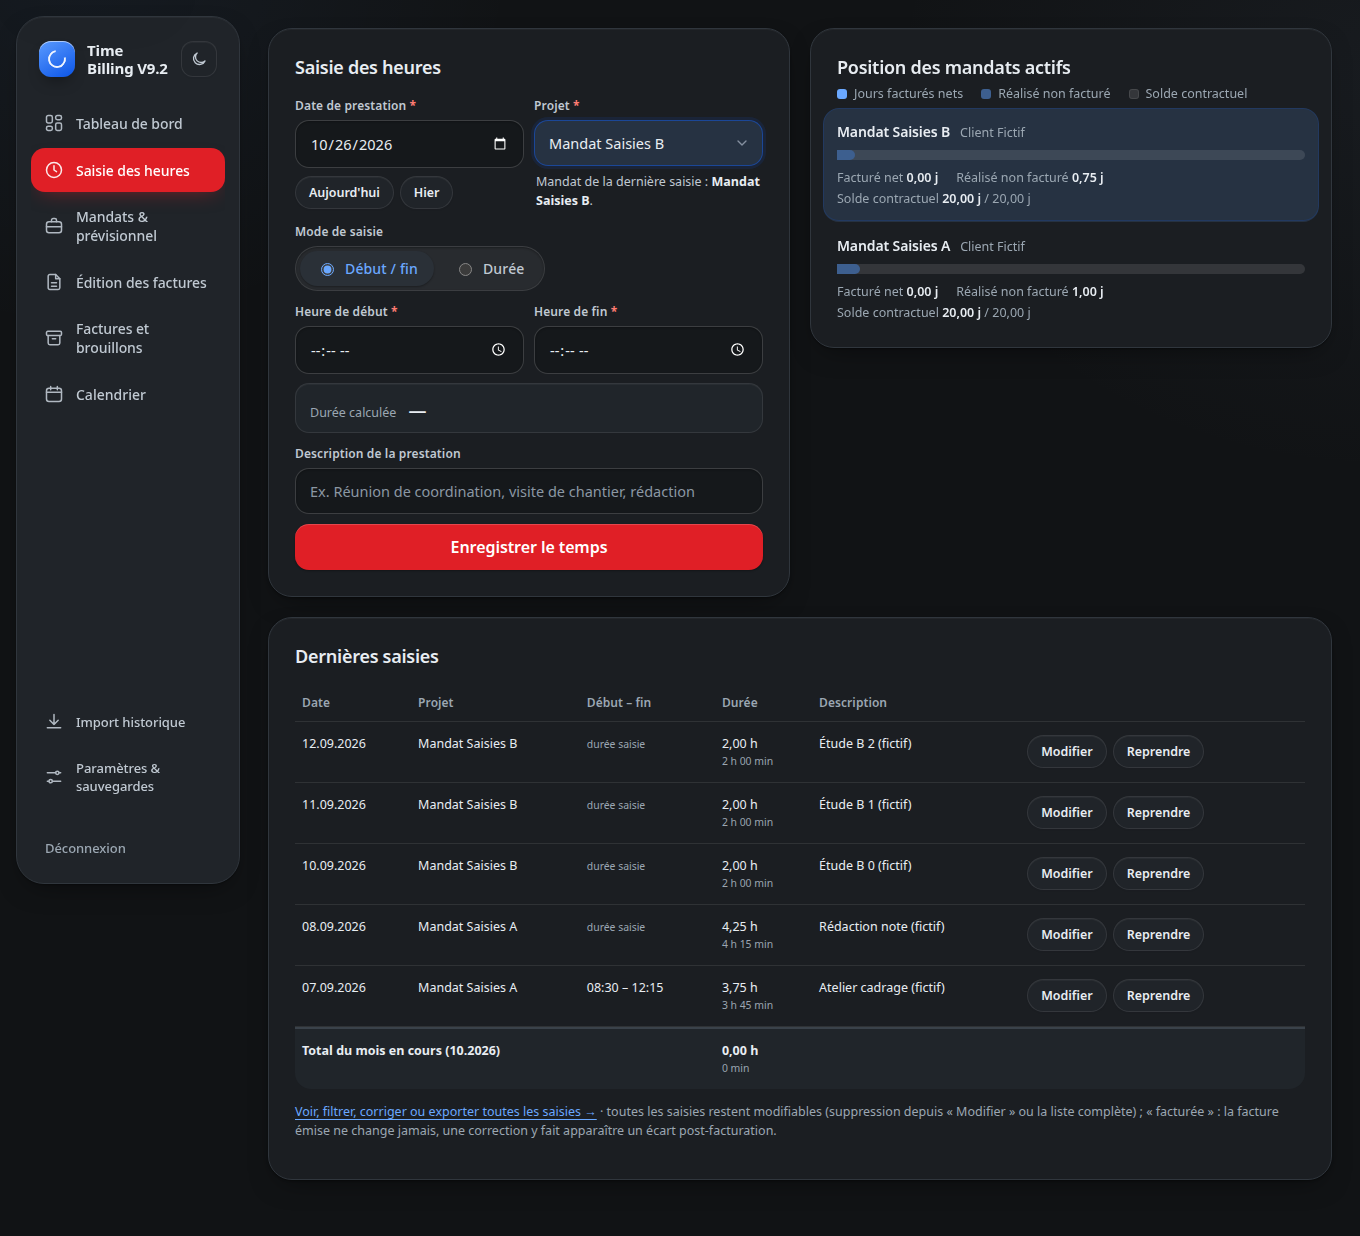 Time
Billing V9.2
Tableau de bord
Saisie des heures
Mandats &
prévisionnel
Édition des factures
Factures et
brouillons
Calendrier
Import historique
Paramètres &
sauvegardes
Déconnexion
Saisie des heures
Date de prestation * Projet *
10/26/2026 Mandat Saisies B
Aujourd'hui Hier
Mandat de la dernière saisie : Mandat
Saisies B.
Mode de saisie
Début / fin Durée
Heure de début * Heure de fin *
--:-- -- --:-- --
Durée calculée —
Description de la prestation
Ex. Réunion de coordination, visite de chantier, rédaction
Enregistrer le temps
Position des mandats actifs
Jours facturés nets Réalisé non facturé Solde contractuel
Mandat Saisies B Client Fictif
Facturé net 0,00 j Réalisé non facturé 0,75 j
Solde contractuel 20,00 j / 20,00 j
Mandat Saisies A Client Fictif
Facturé net 0,00 j Réalisé non facturé 1,00 j
Solde contractuel 20,00 j / 20,00 j
Dernières saisies
Date Projet Début – fin Durée Description
12.09.2026 Mandat Saisies B durée saisie 2,00 h Étude B 2 (fictif) Modifier Reprendre
2 h 00 min
11.09.2026 Mandat Saisies B durée saisie 2,00 h Étude B 1 (fictif) Modifier Reprendre
2 h 00 min
10.09.2026 Mandat Saisies B durée saisie 2,00 h Étude B 0 (fictif) Modifier Reprendre
2 h 00 min
08.09.2026 Mandat Saisies A durée saisie 4,25 h Rédaction note (fictif) Modifier Reprendre
4 h 15 min
07.09.2026 Mandat Saisies A 08:30 – 12:15 3,75 h Atelier cadrage (fictif) Modifier Reprendre
3 h 45 min
Total du mois en cours (10.2026) 0,00 h
0 min
Voir, filtrer, corriger ou exporter toutes les saisies → · toutes les saisies restent modifiables (suppression depuis « Modifier » ou la liste complète) ; « facturée » : la facture
émise ne change jamais, une correction y fait apparaître un écart post-facturation.